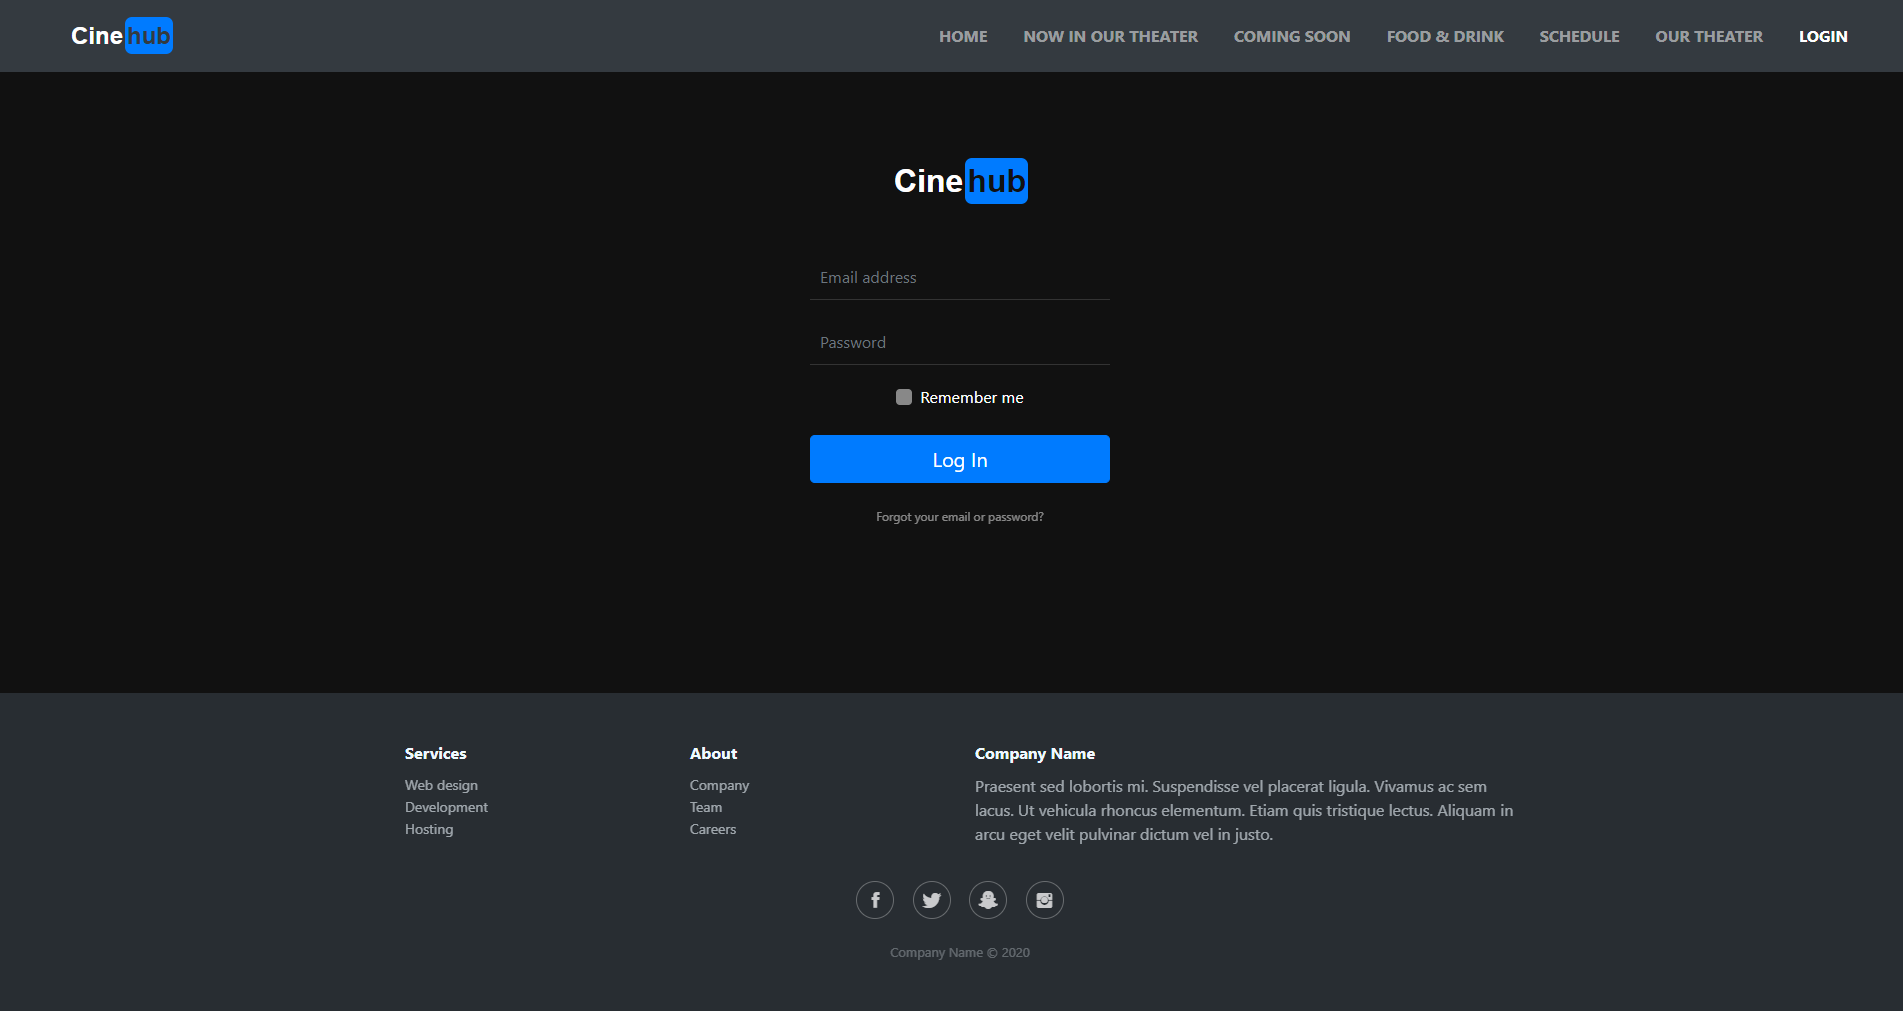 Cinehub
HOME NOW IN OUR THEATER COMING SOON FOOD & DRINK SCHEDULE OUR THEATER LOGIN
Cinehub
Email address
Password
Remember me
Log In
Forgot your email or password?
Services
Web design
Development
Hosting
About
Company
Team
Careers
Company Name
Praesent sed lobortis mi. Suspendisse vel placerat ligula. Vivamus ac sem
lacus. Ut vehicula rhoncus elementum. Etiam quis tristique lectus. Aliquam in
arcu eget velit pulvinar dictum vel in justo.
Company Name © 2020